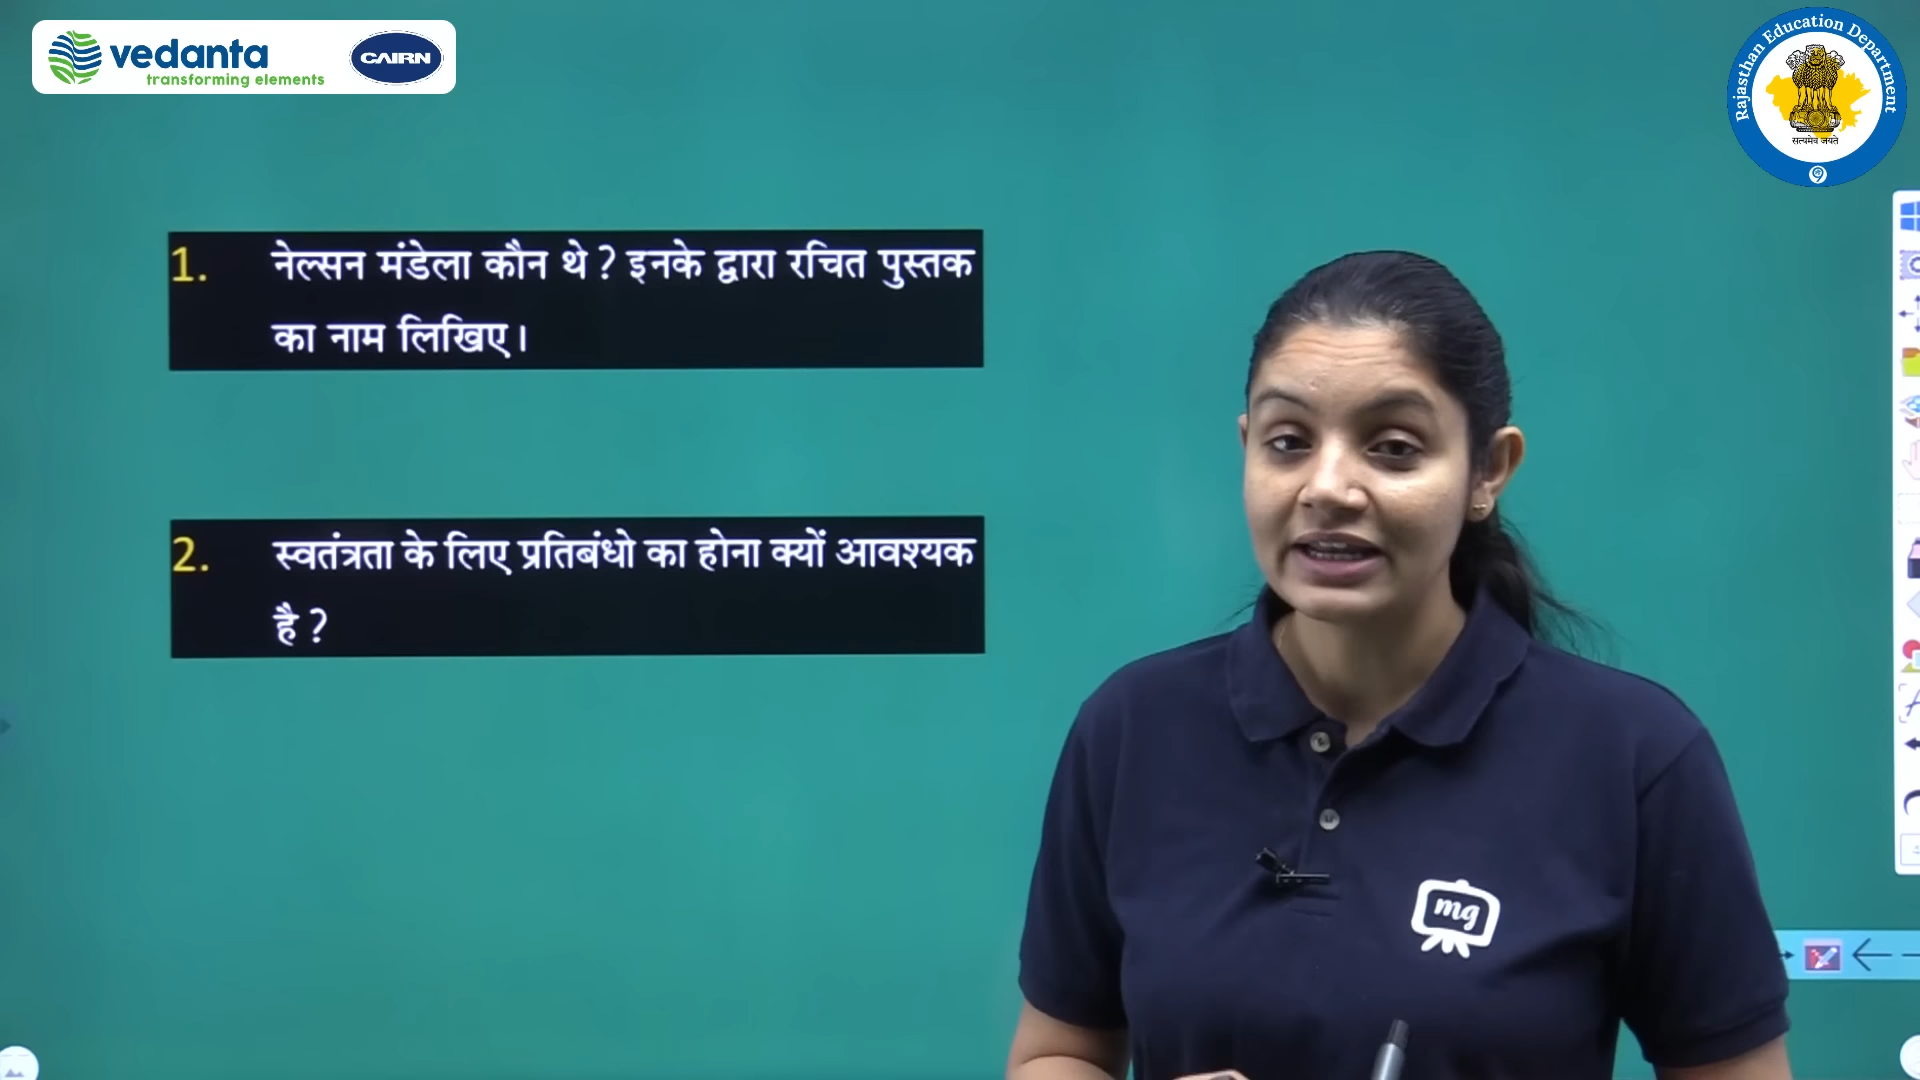 vedanta
transforming elements
CAIRN
Rajasthan Education Department
सत्यमेव जयते
1. नेल्सन मंडेला कौन थे ? इनके द्वारा रचित पुस्तक
का नाम लिखिए।
2. स्वतंत्रता के लिए प्रतिबंधो का होना क्यों आवश्यक
है ?
mg